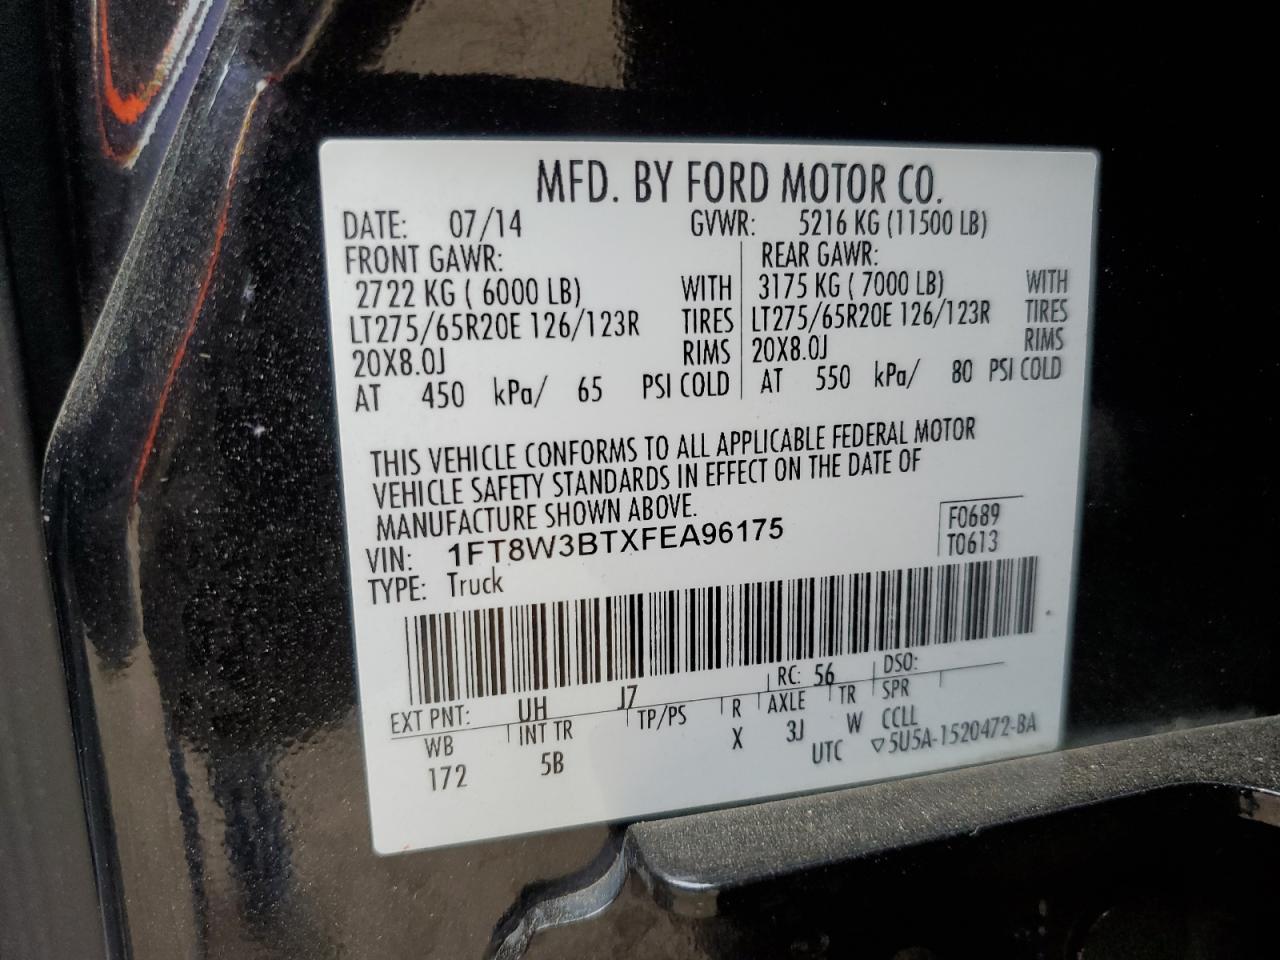 MFD. BY FORD MOTOR CO.
DATE: 07/14 GVWR: 5216 KG (11500 LB)
FRONT GAWR: REAR GAWR:
2722 KG ( 6000 LB) WITH 3175 KG ( 7000 LB) WITH
LT275/65R20E 126/123R TIRES LT275/65R20E 126/123R TIRES
20X8.0J RIMS 20X8.0J RIMS
AT 450 kPa/ 65 PSI COLD AT 550 kPa/ 80 PSI COLD
THIS VEHICLE CONFORMS TO ALL APPLICABLE FEDERAL MOTOR
VEHICLE SAFETY STANDARDS IN EFFECT ON THE DATE OF
MANUFACTURE SHOWN ABOVE.
VIN: 1FT8W3BTXFEA96175 F0689
TYPE: Truck T0613
EXT PNT: UH J7 RC: 56 DSO:
WB INT TR TP/PS R AXLE TR SPR
172 5B X 3J W CCLL
UTC ▽5U5A-1520472-BA